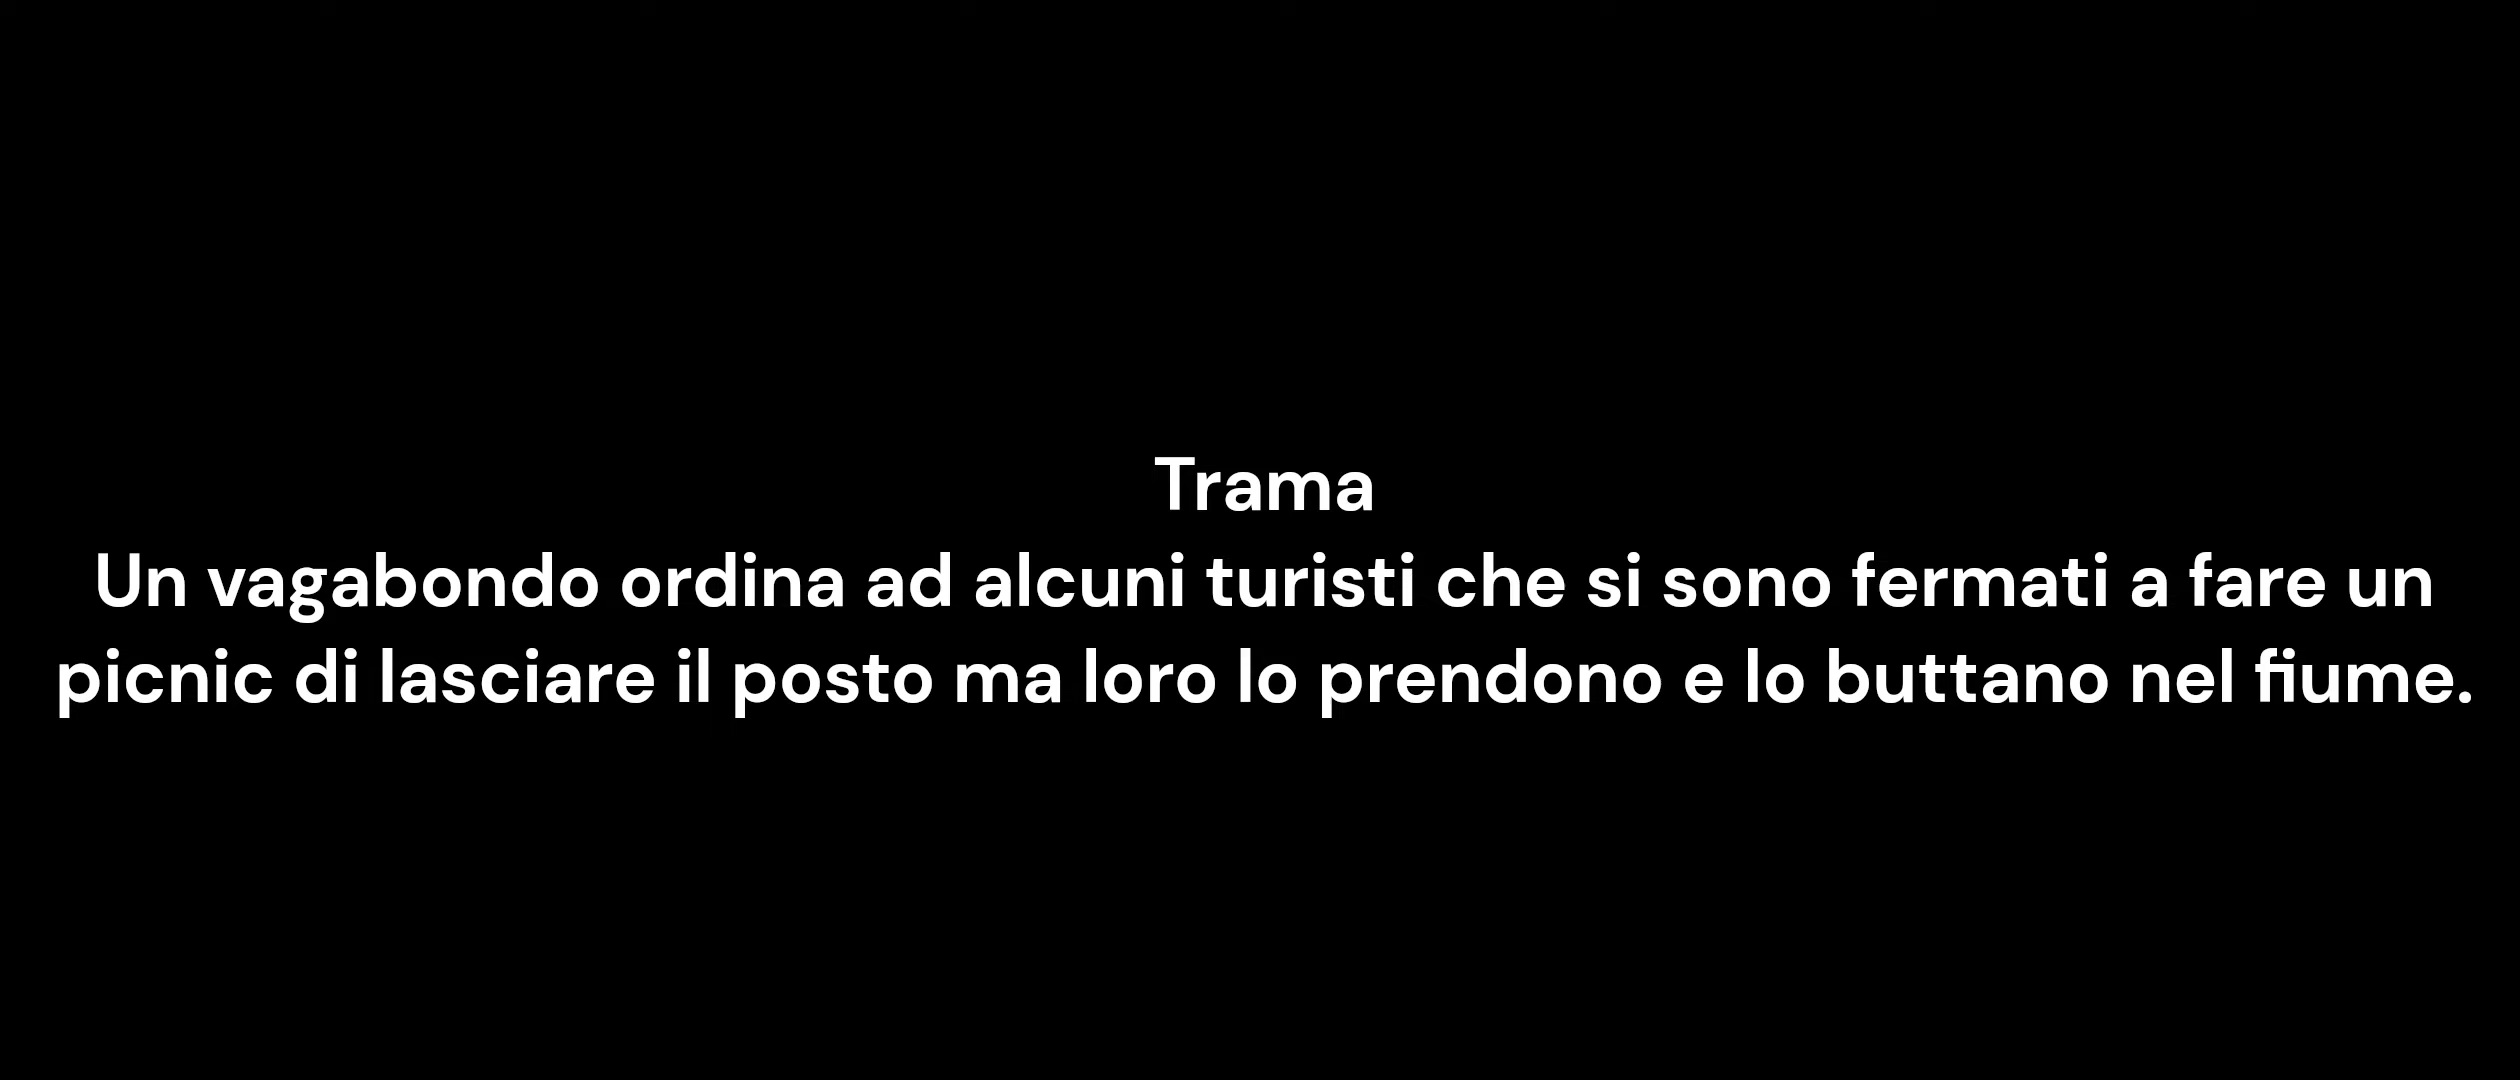 Trama
Un vagabondo ordina ad alcuni turisti che si sono fermati a fare un
picnic di lasciare il posto ma loro lo prendono e lo buttano nel fiume.